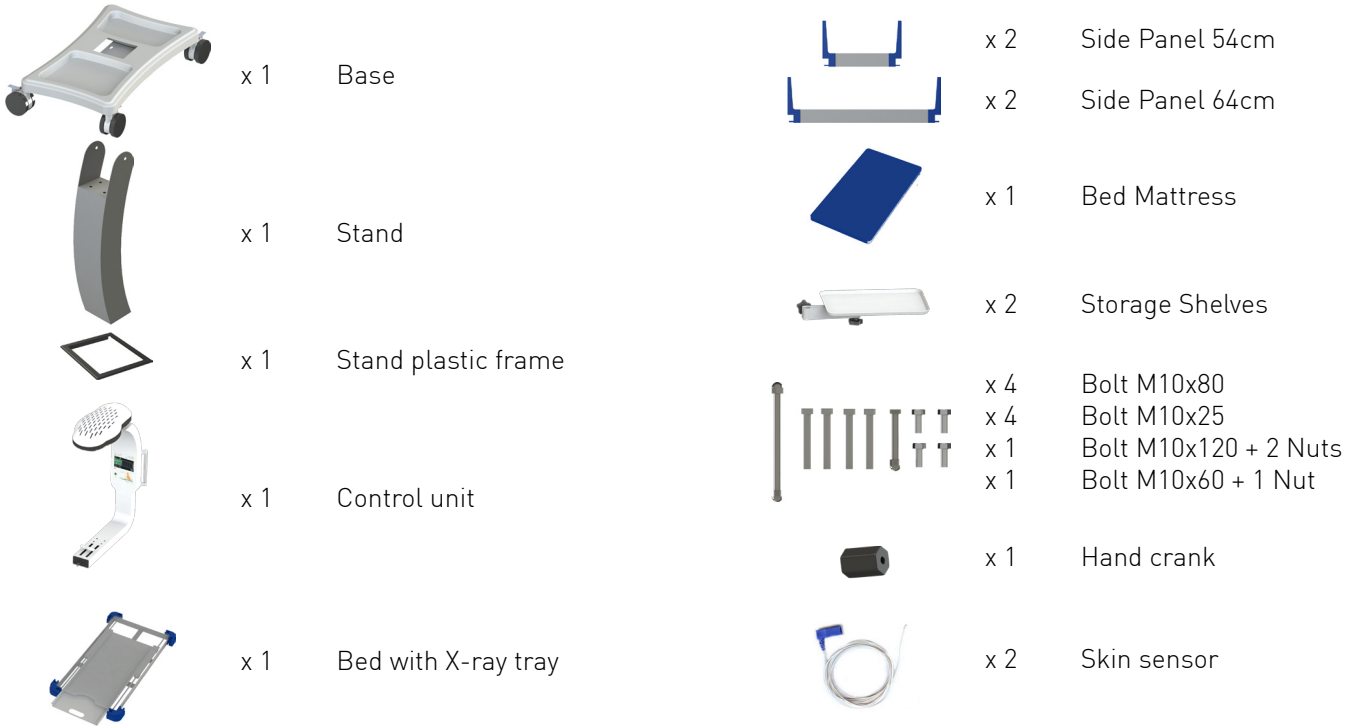 x 1 Base
x 1 Stand
x 1 Stand plastic frame
x 1 Control unit
x 1 Bed with X-ray tray
x 2 Side Panel 54cm
x 2 Side Panel 64cm
x 1 Bed Mattress
x 2 Storage Shelves
x 4 Bolt M10x80
x 4 Bolt M10x25
x 1 Bolt M10x120 + 2 Nuts
x 1 Bolt M10x60 + 1 Nut
x 1 Hand crank
x 2 Skin sensor